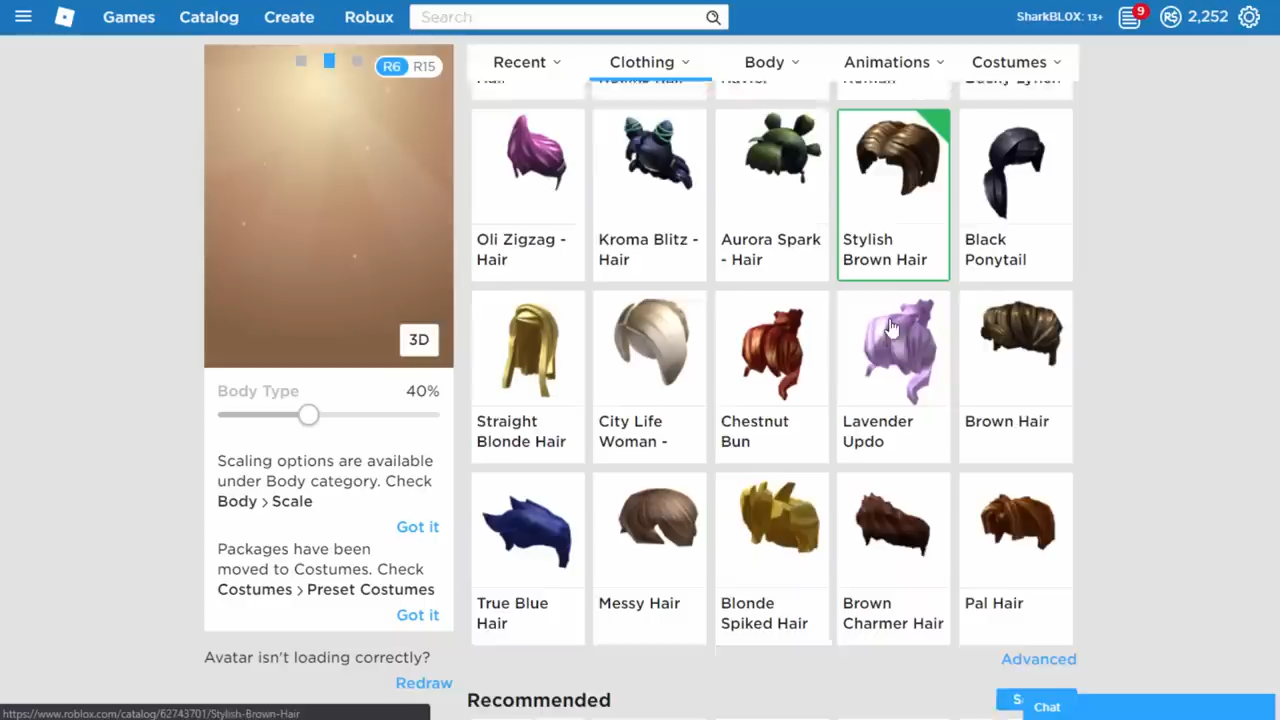 Games Catalog Create Robux Search SharkBLOX: 13+ 9 2,252
R6 R15 Recent Clothing Body Animations Costumes
Oli Zigzag - Hair
Kroma Blitz - Hair
Aurora Spark - Hair
Stylish Brown Hair
Black Ponytail
3D
Body Type 40%
Straight Blonde Hair
City Life Woman -
Chestnut Bun
Lavender Updo
Brown Hair
Scaling options are available
under Body category. Check
Body > Scale
Got it
Packages have been
moved to Costumes. Check
Costumes > Preset Costumes
Got it
True Blue Hair
Messy Hair
Blonde Spiked Hair
Brown Charmer Hair
Pal Hair
Avatar isn't loading correctly?
Redraw
Advanced
Recommended
Chat
https://www.roblox.com/catalog/62743701/Stylish-Brown-Hair